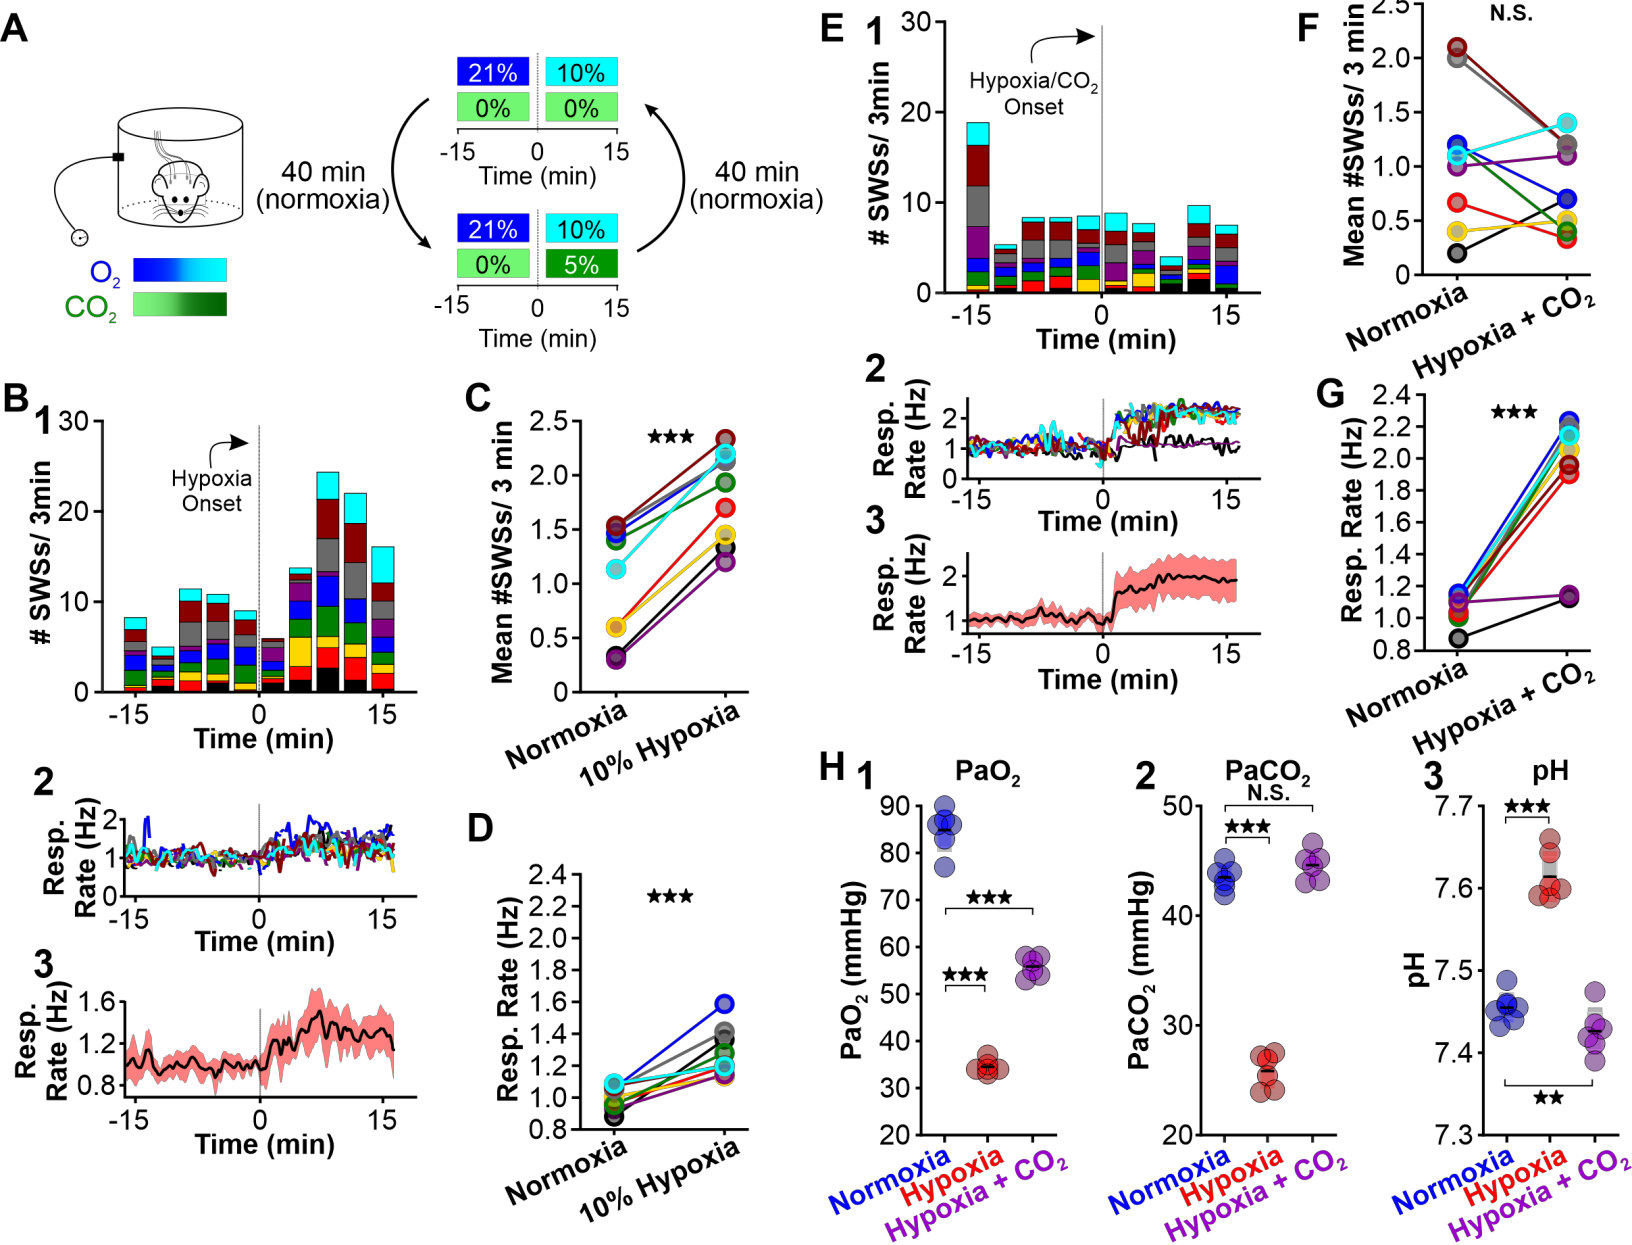 A
21%
10%
0%
0%
-15
0
15
Time (min)
40 min
(normoxia)
40 min
(normoxia)
21%
10%
0%
5%
-15
0
15
Time (min)
O2
CO2
B
1
# SWSs/ 3min
30
20
10
0
Hypoxia
Onset
-15
0
15
Time (min)
2
Resp.
Rate (Hz)
2
1
0
-15
0
15
Time (min)
3
Resp.
Rate (Hz)
1.6
1.2
0.8
-15
0
15
Time (min)
C
Mean #SWSs/ 3 min
2.5
2.0
1.5
1.0
0.5
0
★★★
Normoxia
10% Hypoxia
D
Resp. Rate (Hz)
2.4
2.2
2.0
1.8
1.6
1.4
1.2
1.0
0.8
★★★
Normoxia
10% Hypoxia
E
1
# SWSs/ 3min
30
20
10
0
Hypoxia/CO2
Onset
-15
0
15
Time (min)
2
Resp.
Rate (Hz)
2
1
0
-15
0
15
3
Resp.
Rate (Hz)
2
1
-15
0
15
Time (min)
F
Mean #SWSs/ 3 min
2.5
2.0
1.5
1.0
0.5
0
N.S.
Normoxia
Hypoxia + CO2
G
Resp. Rate (Hz)
2.4
2.2
2.0
1.8
1.6
1.4
1.2
1.0
0.8
★★★
Normoxia
Hypoxia + CO2
H
1
PaO2
PaO2 (mmHg)
90
80
70
60
50
40
30
20
★★★
★★★
Normoxia
Hypoxia
Hypoxia + CO2
2
PaCO2
PaCO2 (mmHg)
50
40
30
20
N.S.
★★★
Normoxia
Hypoxia
Hypoxia + CO2
3
pH
pH
7.7
7.6
7.5
7.4
7.3
★★★
★★
Normoxia
Hypoxia
Hypoxia + CO2